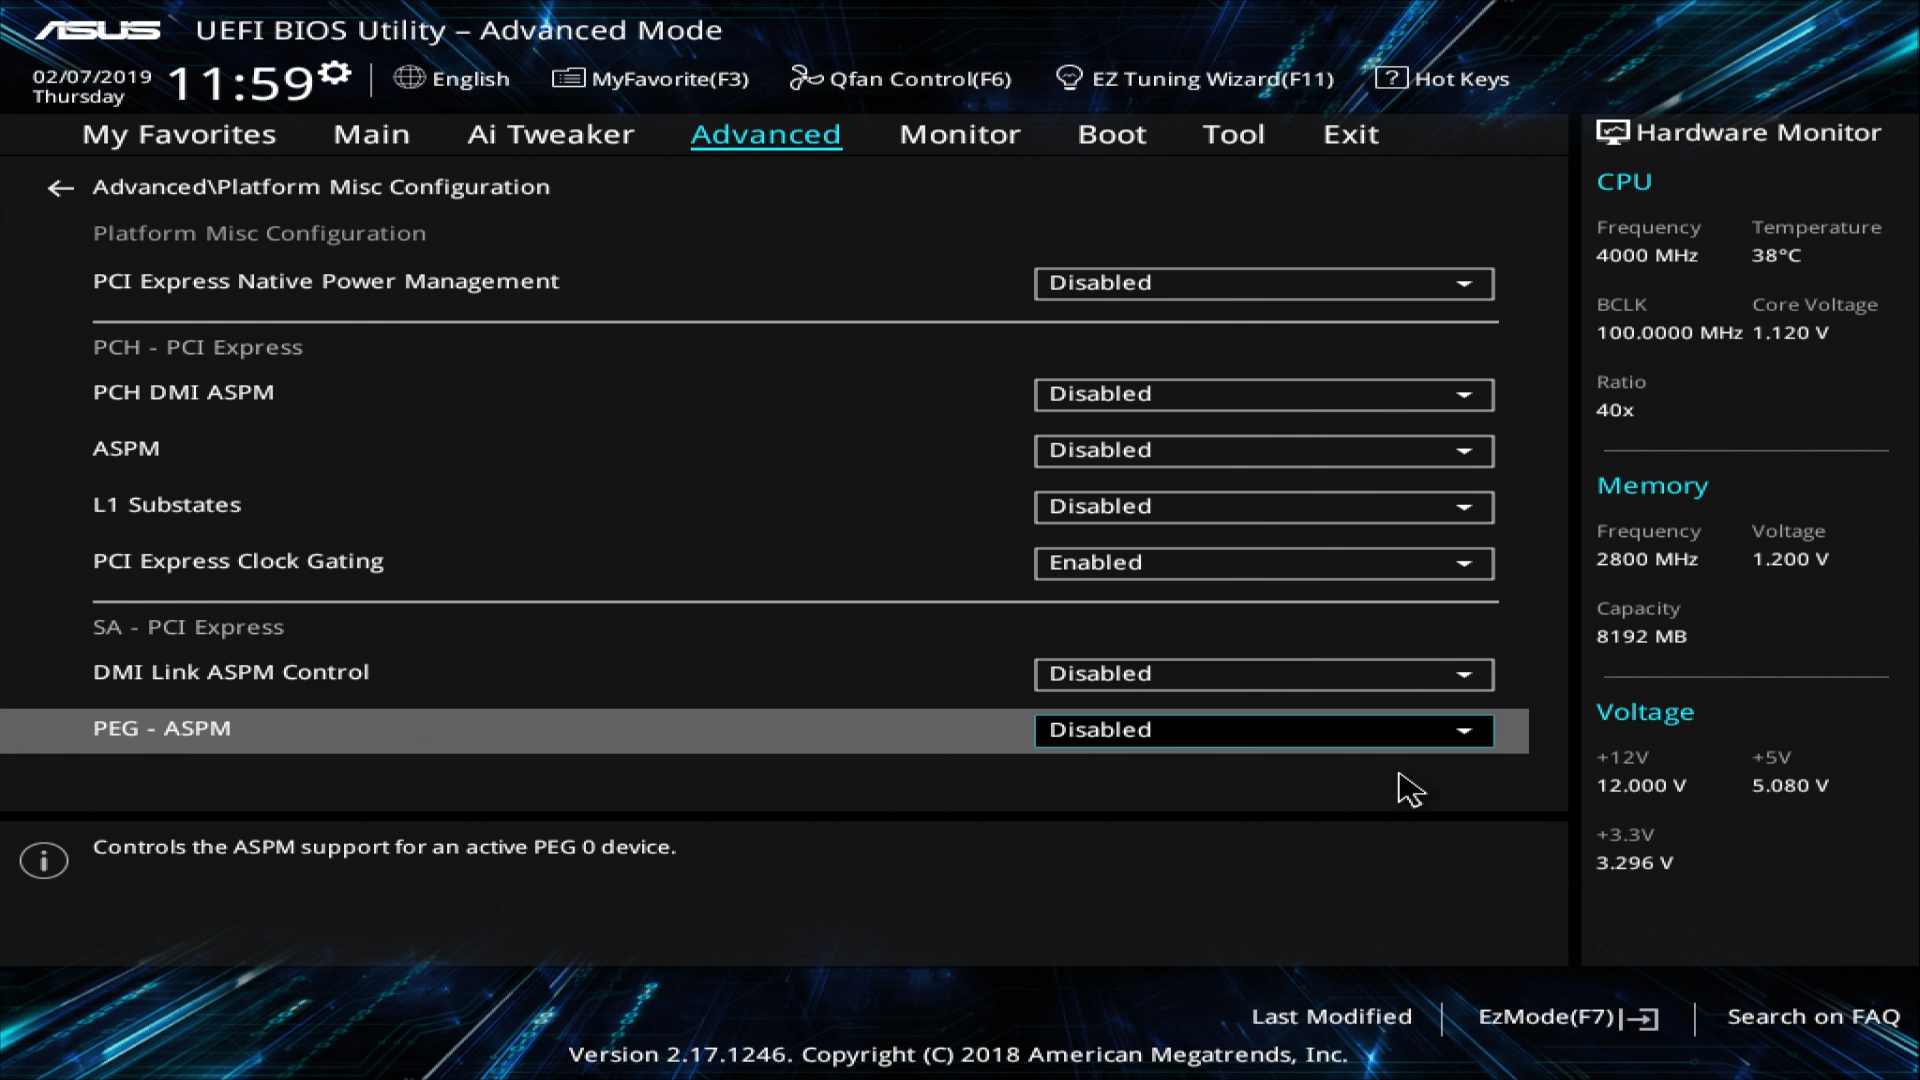 ASUS UEFI BIOS Utility – Advanced Mode
02/07/2019
Thursday
11:59
English
MyFavorite(F3)
Qfan Control(F6)
EZ Tuning Wizard(F11)
? Hot Keys
My Favorites Main Ai Tweaker Advanced Monitor Boot Tool Exit
Advanced\Platform Misc Configuration
Platform Misc Configuration
PCI Express Native Power Management Disabled
PCH - PCI Express
PCH DMI ASPM Disabled
ASPM Disabled
L1 Substates Disabled
PCI Express Clock Gating Enabled
SA - PCI Express
DMI Link ASPM Control Disabled
PEG - ASPM Disabled
i Controls the ASPM support for an active PEG 0 device.
Hardware Monitor
CPU
Frequency Temperature
4000 MHz 38°C
BCLK Core Voltage
100.0000 MHz 1.120 V
Ratio
40x
Memory
Frequency Voltage
2800 MHz 1.200 V
Capacity
8192 MB
Voltage
+12V +5V
12.000 V 5.080 V
+3.3V
3.296 V
Last Modified
EzMode(F7)
Search on FAQ
Version 2.17.1246. Copyright (C) 2018 American Megatrends, Inc.